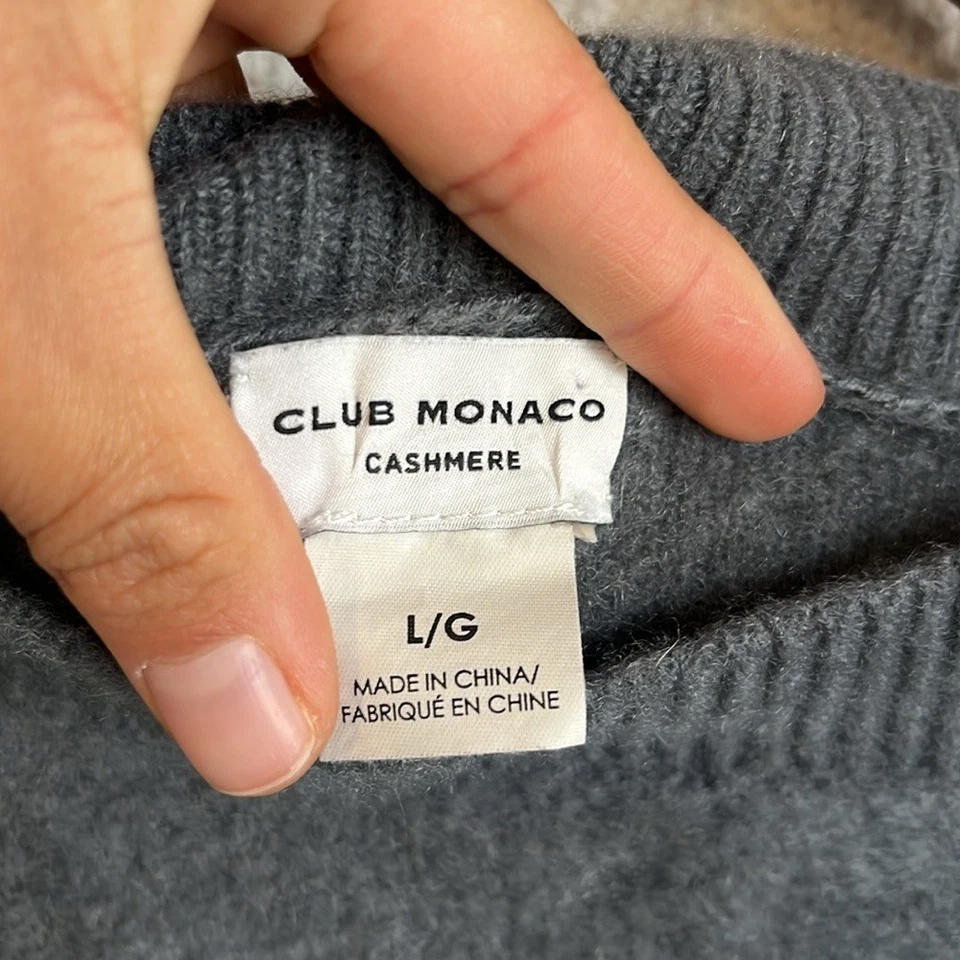 CLUB MONACO
CASHMERE
L/G
MADE IN CHINA/
FABRIQUÉ EN CHINE